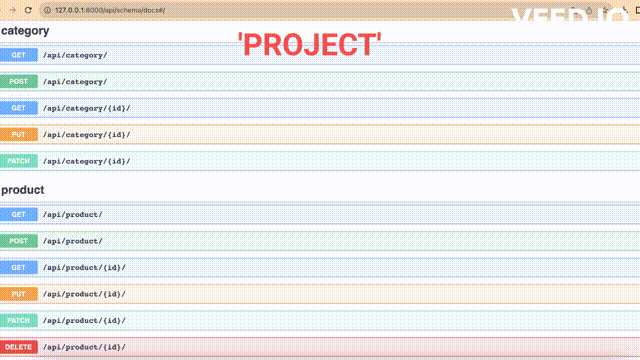 127.0.0.1:8000/api/schema/docs#/
VEED.IO
category
'PROJECT'
GET /api/category/
POST /api/category/
GET /api/category/{id}/
PUT /api/category/{id}/
PATCH /api/category/{id}/
product
GET /api/product/
POST /api/product/
GET /api/product/{id}/
PUT /api/product/{id}/
PATCH /api/product/{id}/
DELETE /api/product/{id}/